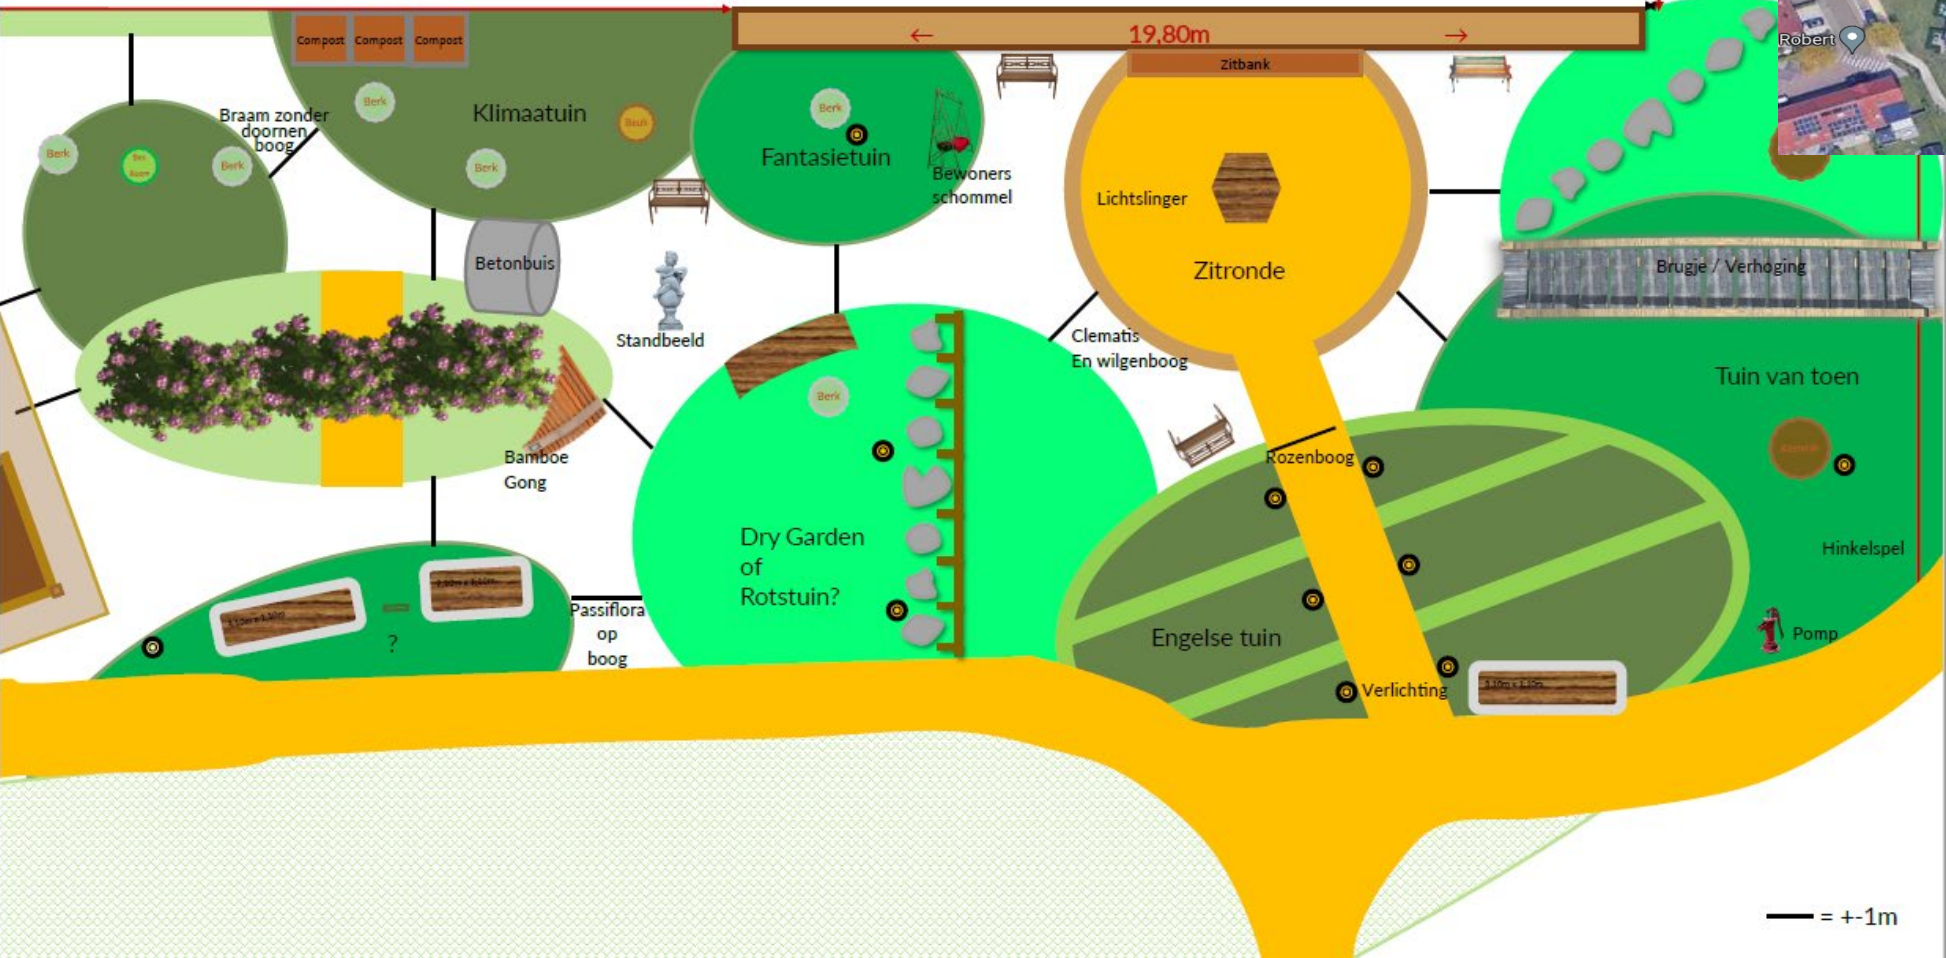 Compost Compost Compost
19,80m
Zitbank
Robert
Berk
Klimaatuin
Beuk
Berk
Fantasietuin
Braam zonder
doornen
boog
Berk
Berk
Berk
Bewoners
schommel
Lichtslinger
Zitronde
Betonbuis
Standbeeld
Brugje / Verhoging
Clematis
En wilgenboog
Tuin van toen
Berk
Bamboe
Gong
Rozenboog
Dry Garden
of
Rotstuin?
Hinkelspel
Passiflora
op
boog
?
Engelse tuin
Pomp
Verlichting
= +-1m